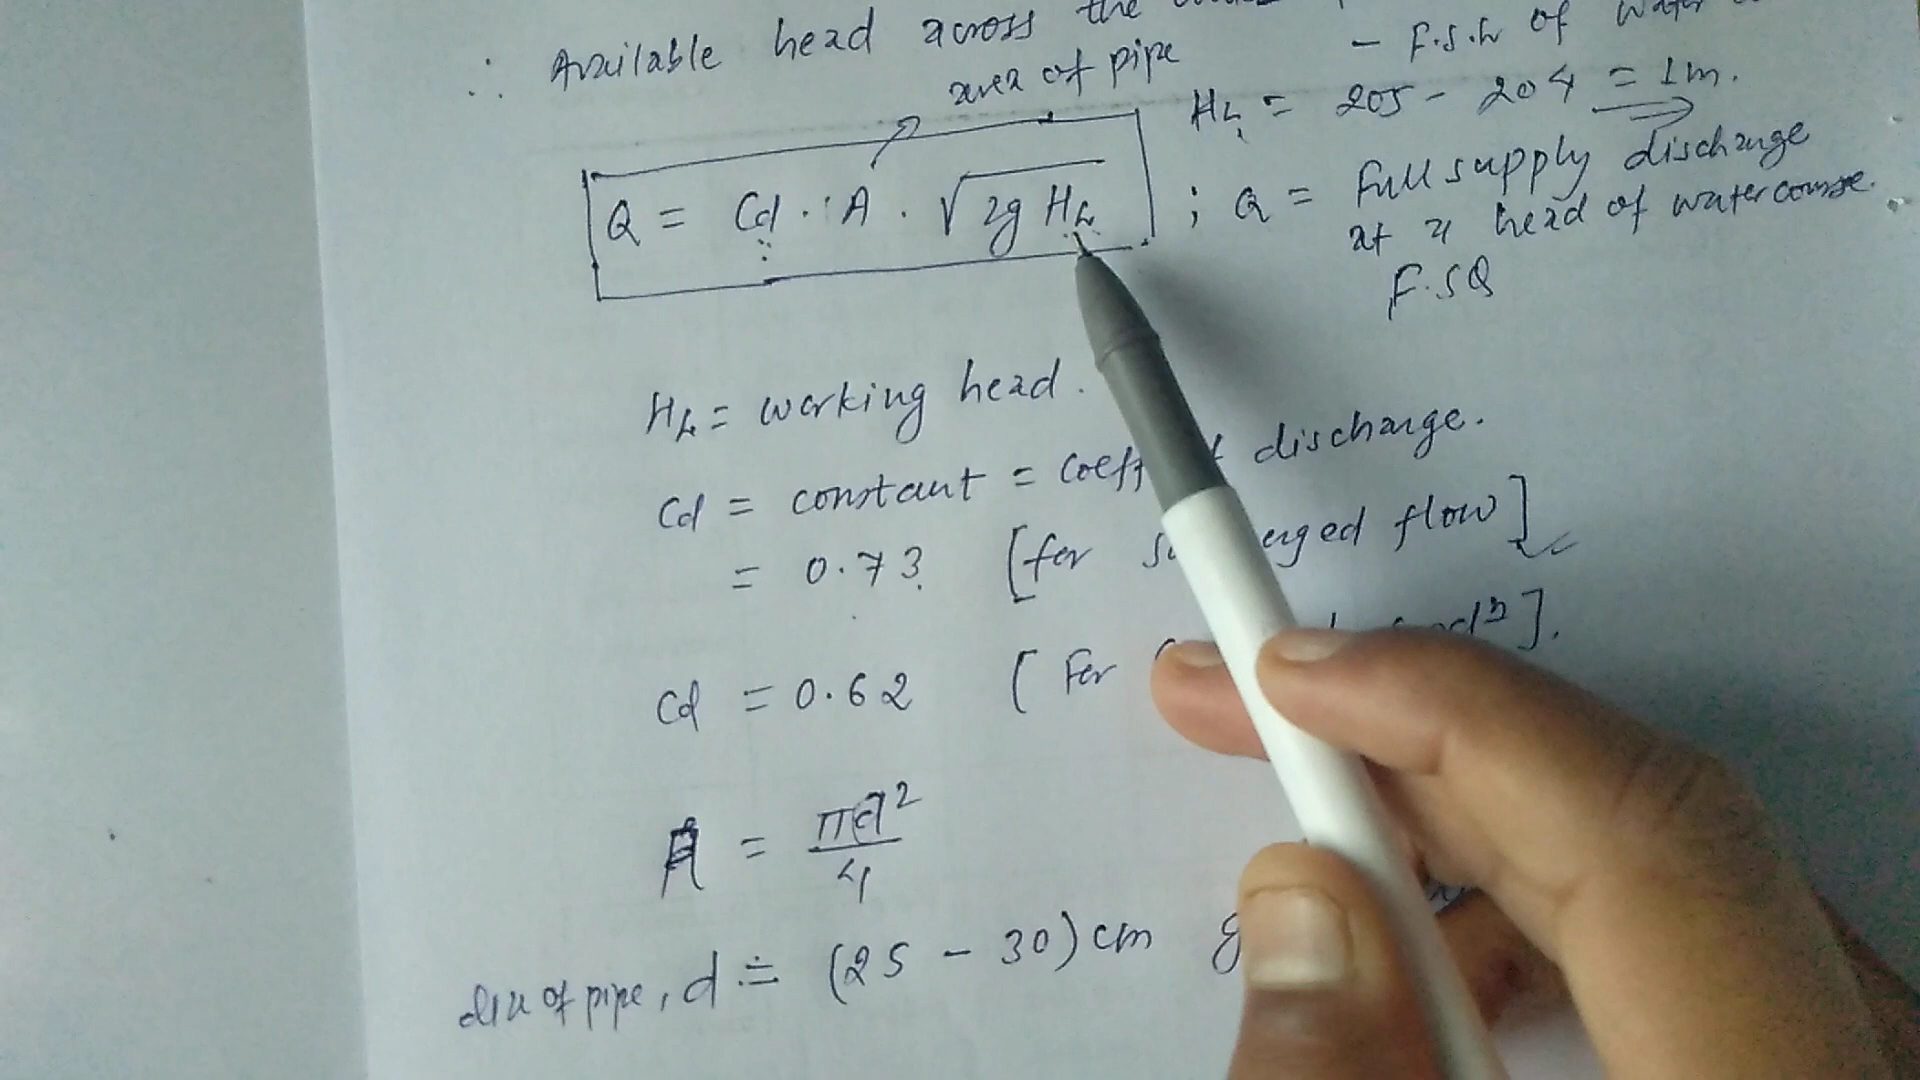 ∴ Available head across the
- F.S.h of water
area of pipe
H_L = 205 - 204 = 1m.
Q = Cd . A . √2g H_L ; Q = Full supply discharge
at head of watercourse.
F.SQ
H_L = working head.
Cd = constant = coeff discharge.
= 0.73 [for flow]
Cd = 0.62 [For
A = πd²/4
dia of pipe, d = (25 - 30) cm